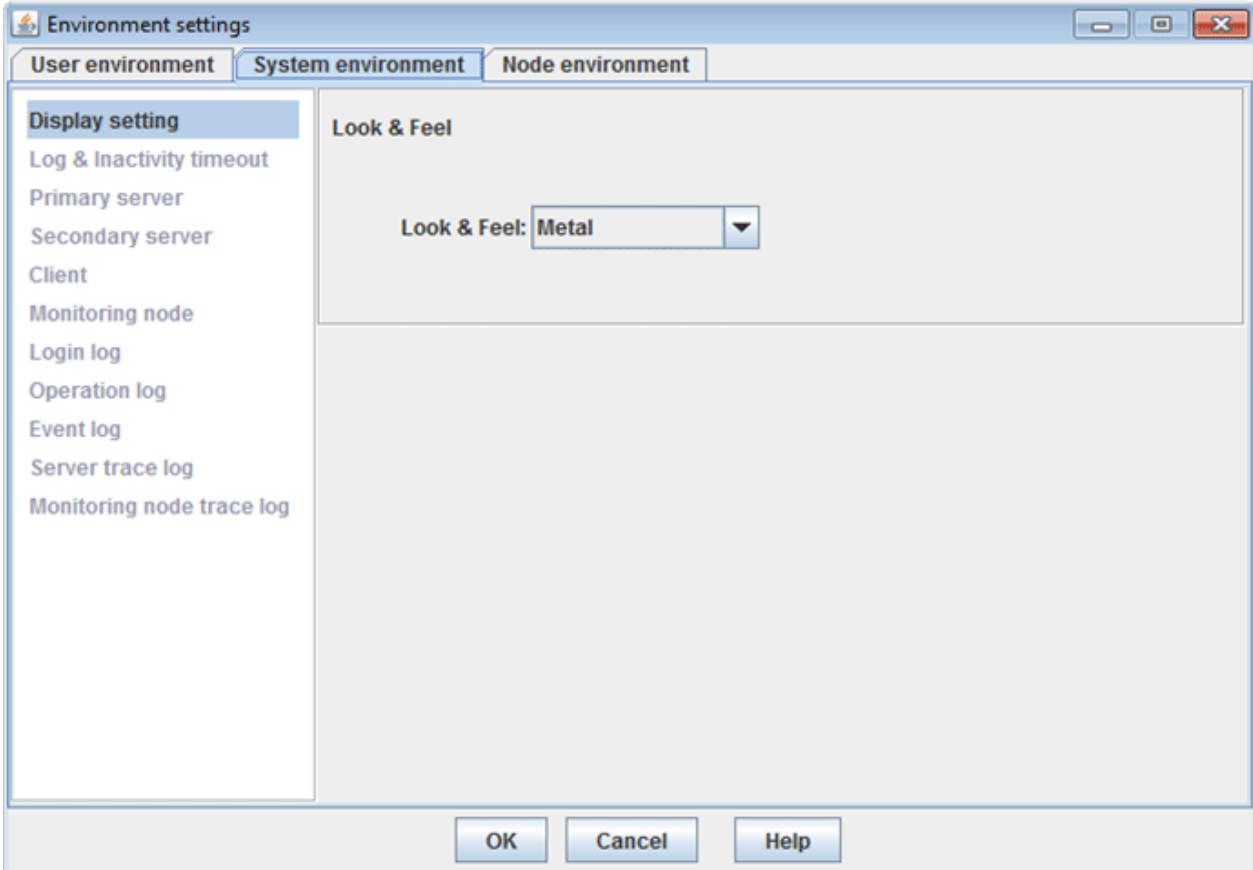 Environment settings
User environment System environment Node environment
Display setting
Log & Inactivity timeout
Primary server
Secondary server
Client
Monitoring node
Login log
Operation log
Event log
Server trace log
Monitoring node trace log
Look & Feel
Look & Feel: Metal
OK Cancel Help